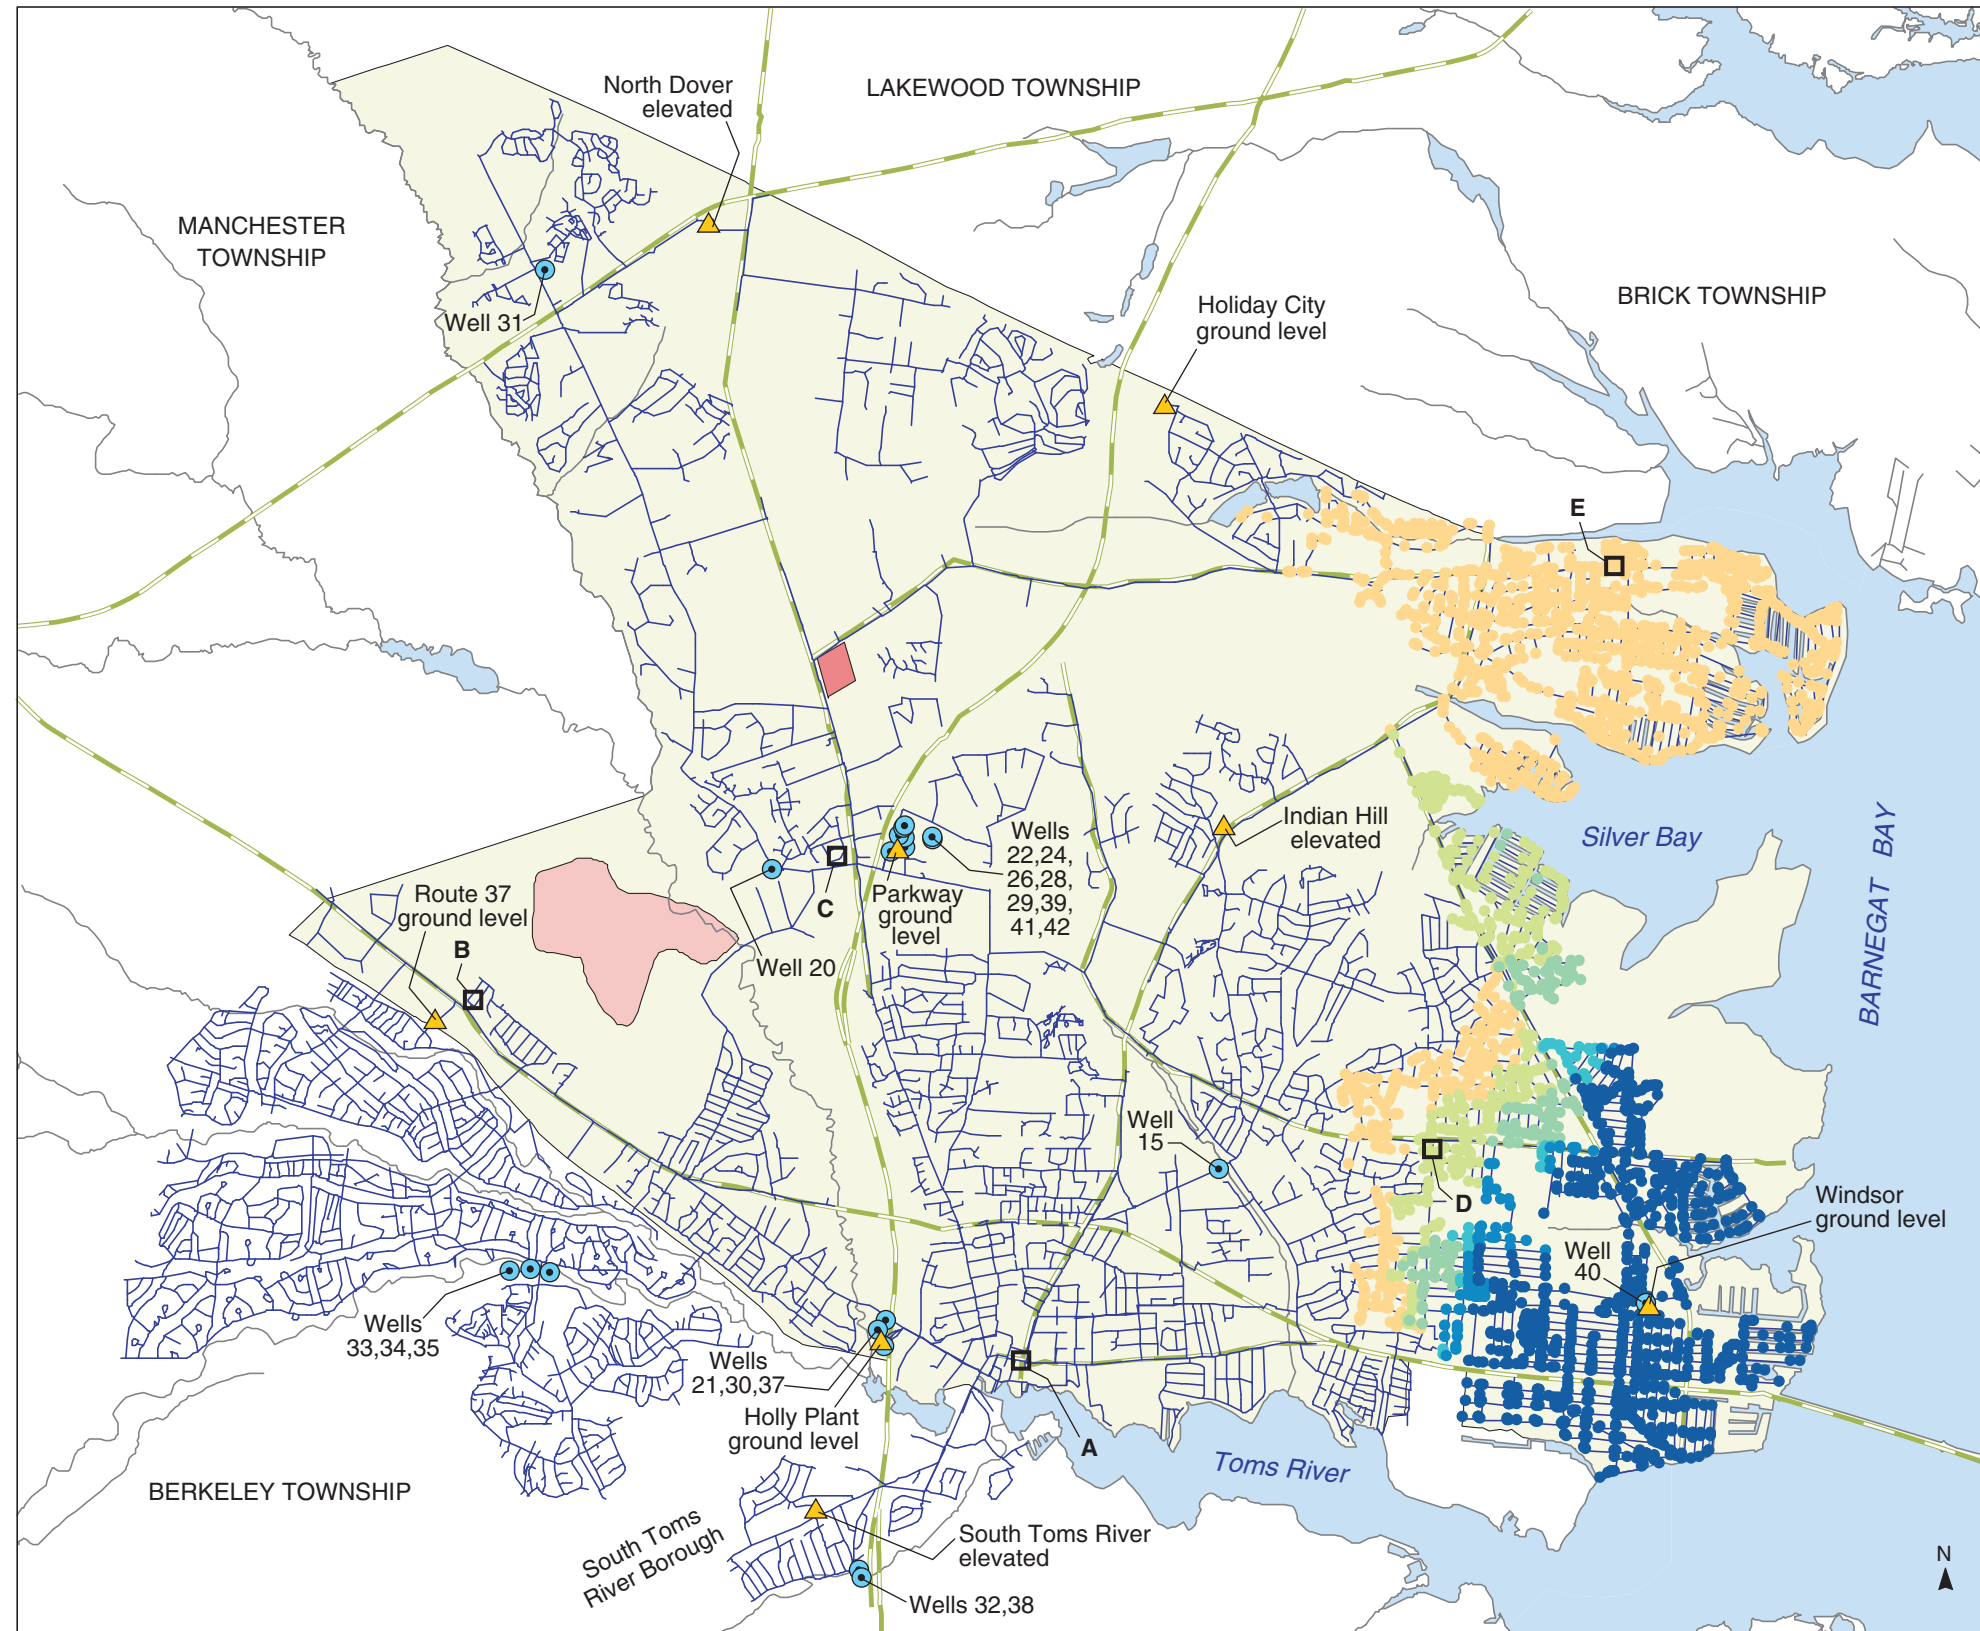 North Dover
elevated
LAKEWOOD TOWNSHIP
MANCHESTER
TOWNSHIP
Well 31
Holiday City
ground level
BRICK TOWNSHIP
E
Indian Hill
elevated
Silver Bay
BARNEGAT BAY
Wells
22,24,
26,28,
29,39,
41,42
Parkway
ground
level
C
Well 20
Route 37
ground level
B
Well
15
D
Windsor
ground level
Well
40
Wells
33,34,35
Wells
21,30,37
Holly Plant
ground level
A
Toms River
BERKELEY TOWNSHIP
South Toms
River Borough
South Toms River
elevated
Wells 32,38
N